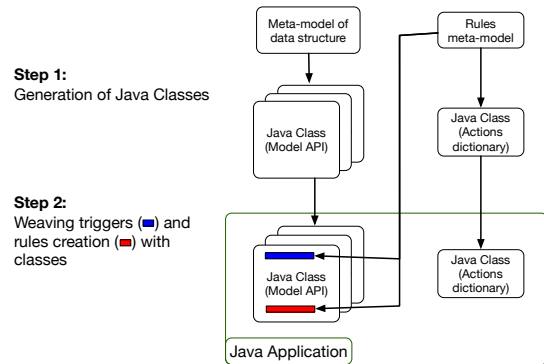 Meta-model of
data structure
Rules
meta-model
Step 1:
Generation of Java Classes
Java Class
(Model API)
Java Class
(Actions
dictionary)
Step 2:
Weaving triggers ( ) and
rules creation ( ) with
classes
Java Class
(Model API)
Java Class
(Actions
dictionary)
Java Application